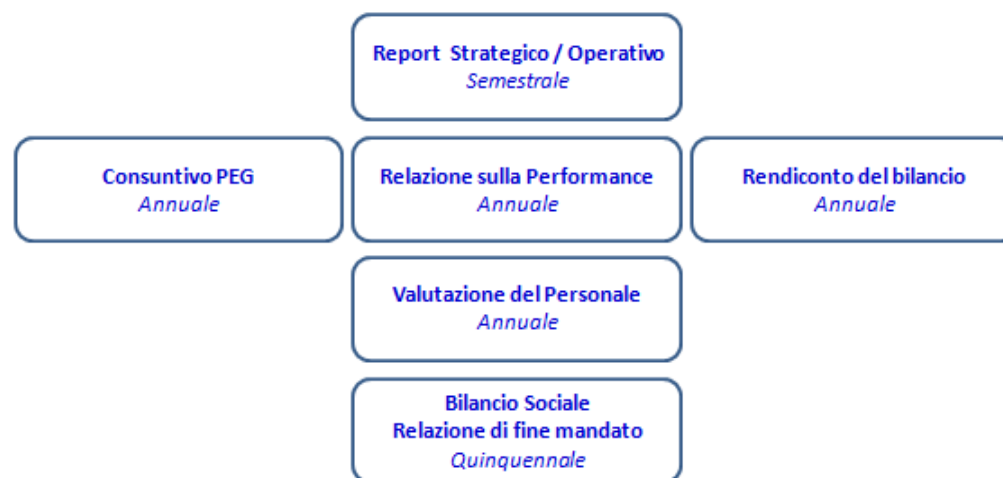 Report Strategico / Operativo
Semestrale
Consuntivo PEG
Annuale
Relazione sulla Performance
Annuale
Rendiconto del bilancio
Annuale
Valutazione del Personale
Annuale
Bilancio Sociale
Relazione di fine mandato
Quinquennale